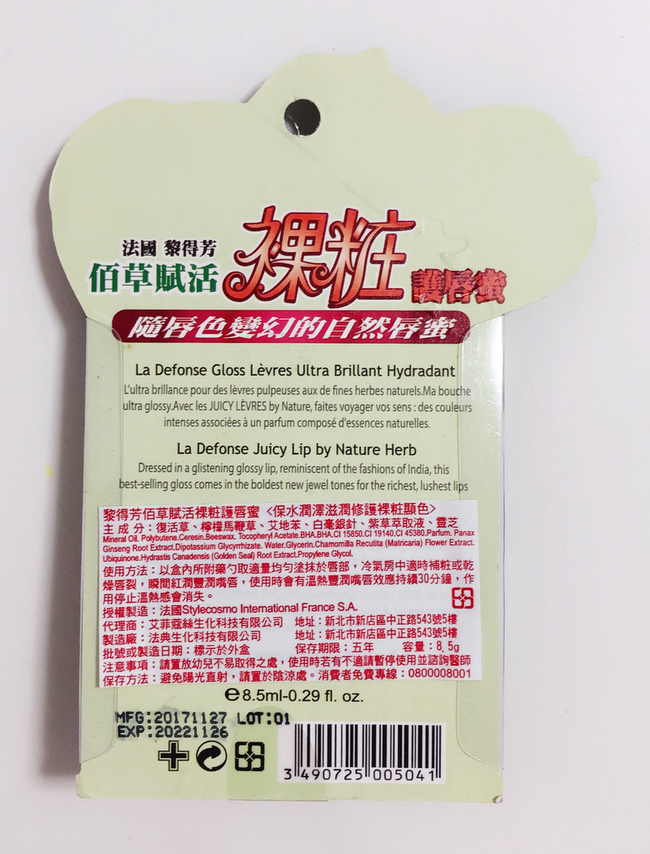 法國 黎得芳
佰草賦活 裸粧 護唇蜜
隨唇色變幻的自然唇蜜
La Defonse Gloss Lèvres Ultra Brillant Hydradant
L'ultra brillance pour des lèvres pulpeuses aux de fines herbes naturels.Ma bouche
ultra glossy.Avec les JUICY LÈVRES by Nature, faites voyager vos sens : des couleurs
intenses associées à un parfum composé d'essences naturelles.
La Defonse Juicy Lip by Nature Herb
Dressed in a glistening glossy lip, reminiscent of the fashions of India, this
best-selling gloss comes in the boldest new jewel tones for the richest, lushest lips
黎得芳佰草賦活裸粧護唇蜜 <保水潤澤滋潤修護裸粧顯色>
主 成 分：復活草、檸檬馬鞭草、艾地苯、白毫銀針、紫草萃取液、靈芝
Mineral Oil. Polybutene,Ceresin.Beeswax. Tocopheryl Acetate.BHA.BHA.CI 15850.CI 19140.CI 45380.Parfum. Panax
Ginseng Root Extract.Dipotassium Glycyrrhizate. Water.Glycerin.Chamomilla Recutita (Matricaria) Flower Extract.
Ubiquinone.Hydrastis Canadensis (Golden Seal) Root Extract.Propylene Glycol.
使用方法：以盒內所附藥勺取適量均勻塗抹於唇部，冷氣房中適時補粧或乾
燥唇裂，瞬間紅潤豐潤嘴唇，使用時會有溫熱豐潤嘴唇效應持續30分鐘，作
用停止溫熱感會消失。
授權製造：法國Stylecosmo International France S.A.
代理商：艾菲蔻絲生化科技有限公司 地址：新北市新店區中正路543號5樓
製造廠：法典生化科技有限公司 地址：新北市新店區中正路543號5樓
批號或製造日期：標示於外盒 保存期限：五年 容量：8.5g
注意事項：請置放幼兒不易取得之處，使用時若有不適請暫停使用並諮詢醫師
保存方法：避免陽光直射，請置於陰涼處。消費者免費專線：0800008001
e 8.5ml-0.29 fl. oz.
MFG:20171127 LOT:01
EXP:20221126
3 490725 005041